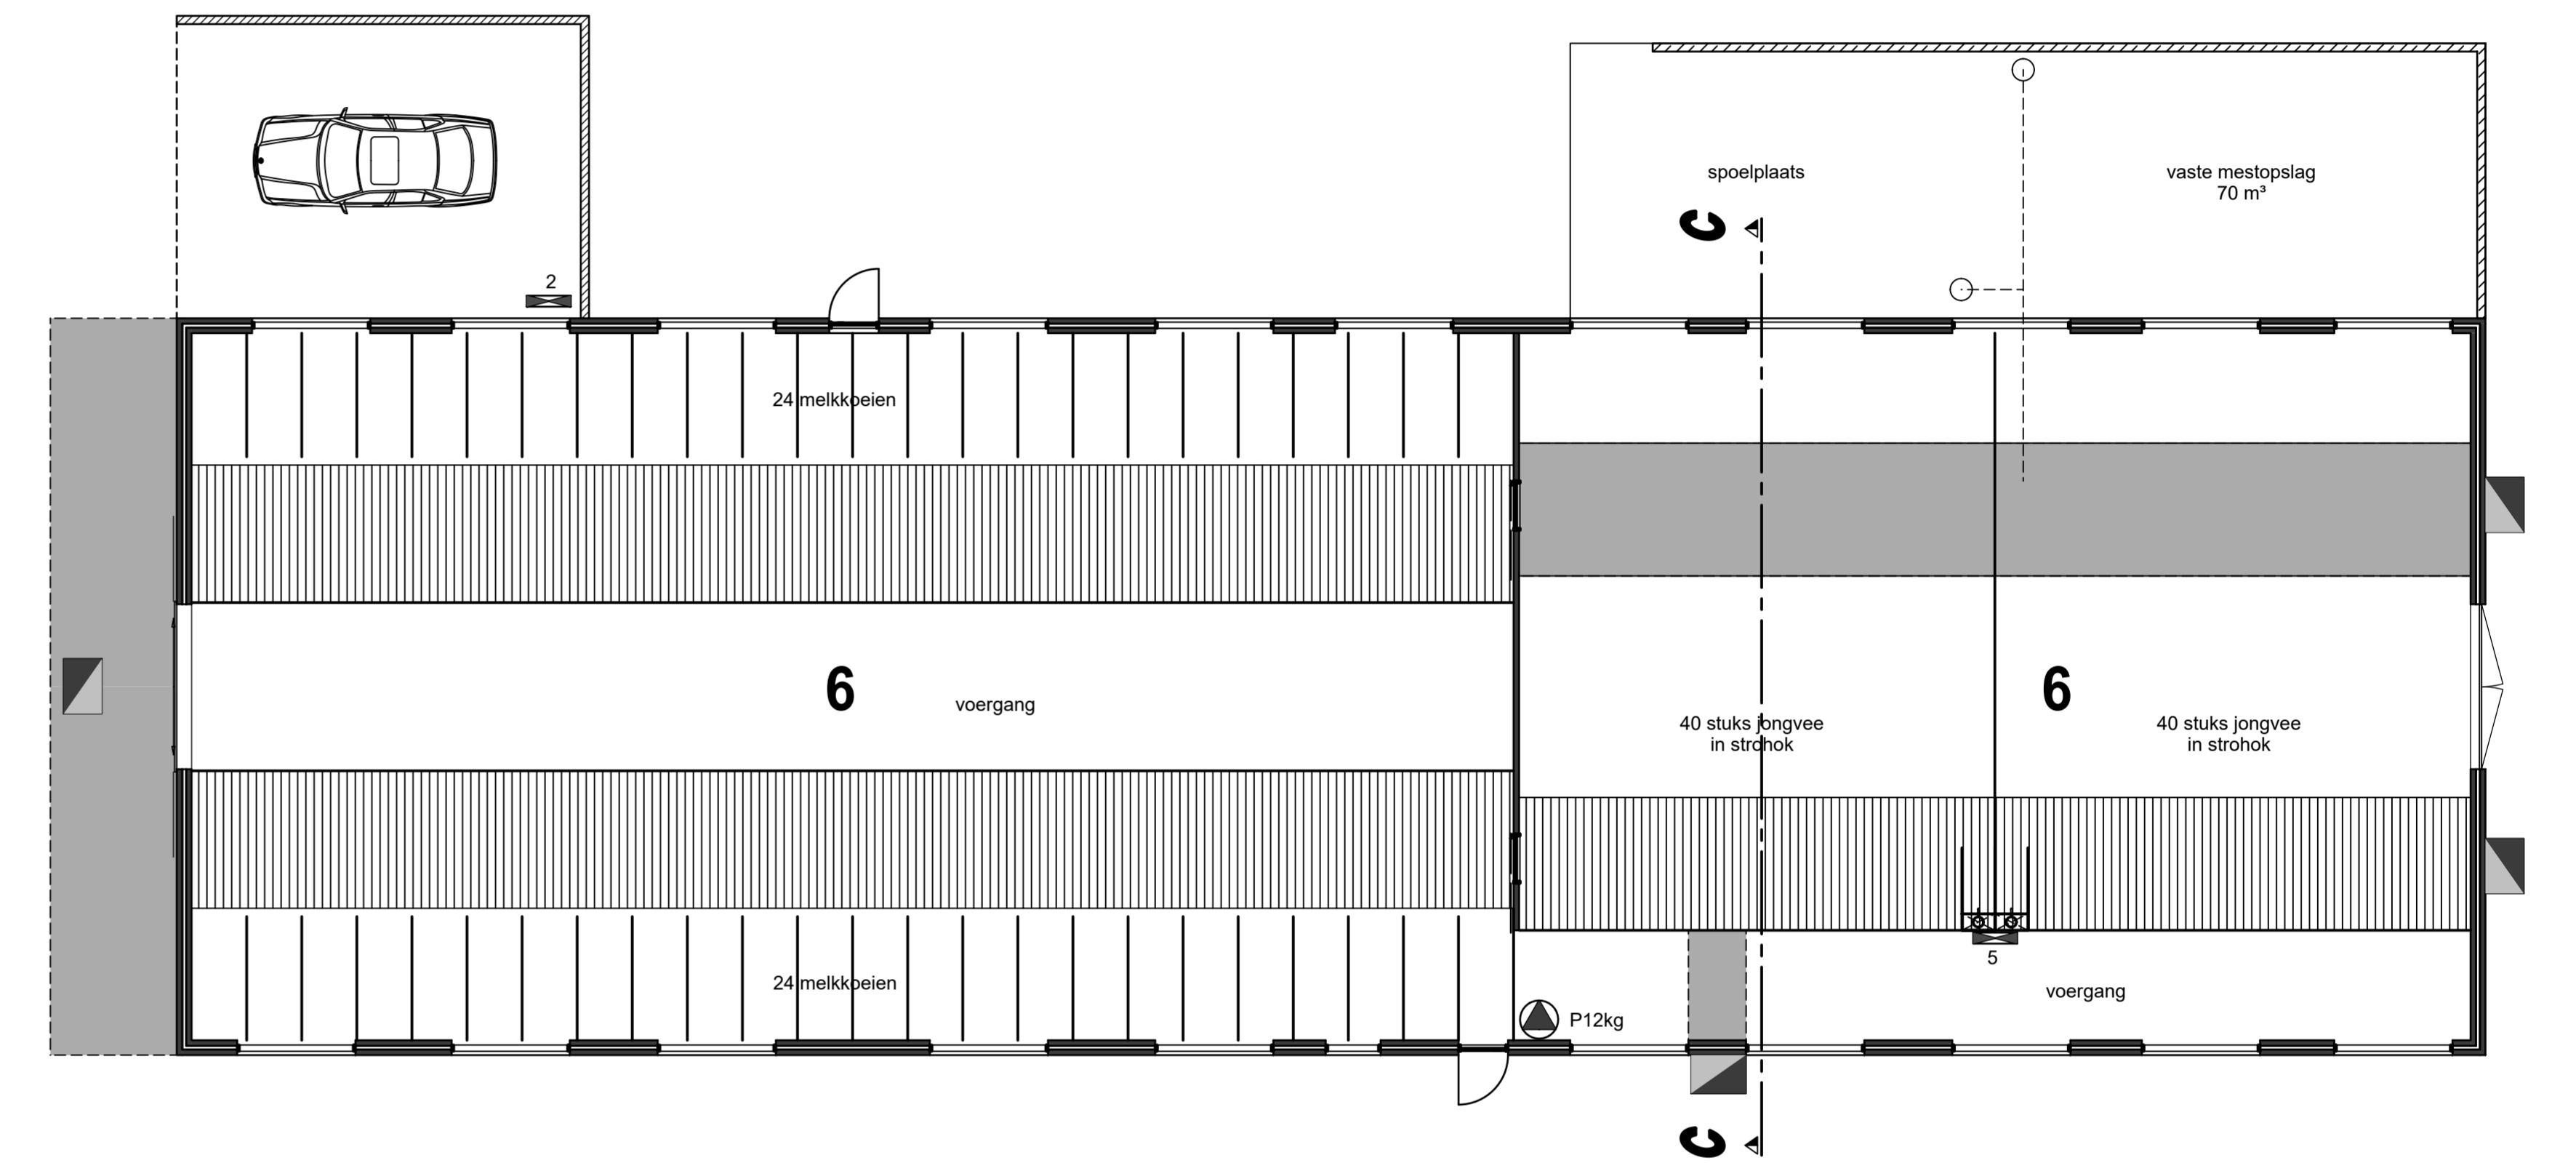 spoelplaats
vaste mestopslag
70 m³
C
2
24 melkkoeien
6
voergang
6
40 stuks jongvee
in strohok
40 stuks jongvee
in strohok
5
24 melkkoeien
voergang
P12kg
C